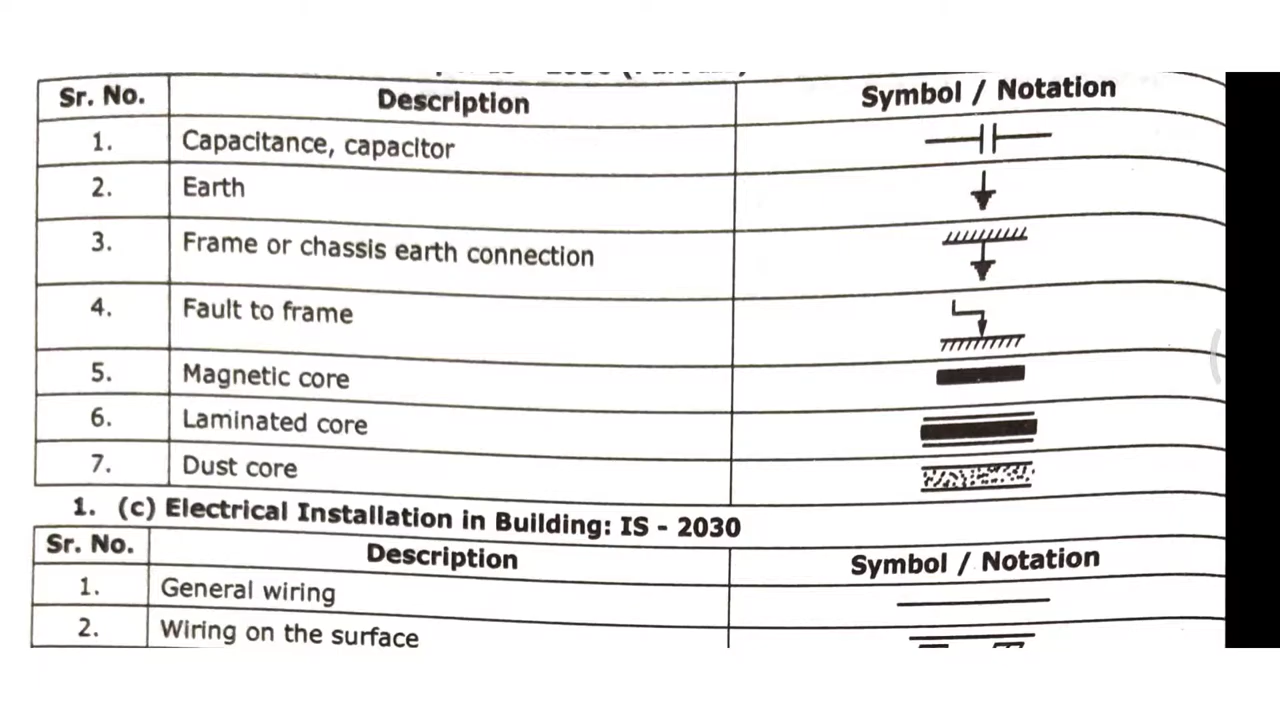 Sr. No. Description Symbol / Notation
1. Capacitance, capacitor
2. Earth
3. Frame or chassis earth connection
4. Fault to frame
5. Magnetic core
6. Laminated core
7. Dust core
1. (c) Electrical Installation in Building: IS - 2030
Sr. No. Description Symbol / Notation
1. General wiring
2. Wiring on the surface